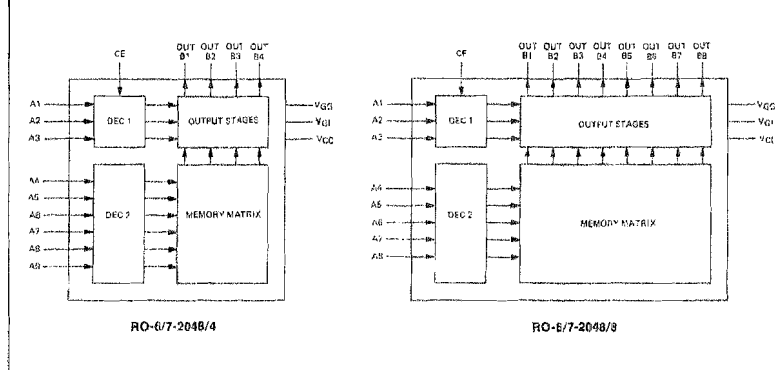 CE
OUT OUT OUT OUT
B1 B2 B3 B4
A1
A2
A3
DEC 1
OUTPUT STAGES
VGG
VGI
VCC
A4
A5
A6
A7
A8
A9
DEC 2
MEMORY MATRIX
RO-6/7-2048/4
CE
OUT OUT OUT OUT OUT OUT OUT OUT
B1 B2 B3 B4 B5 B6 B7 B8
A1
A2
A3
DEC 1
OUTPUT STAGES
VGG
VGI
VCC
A4
A5
A6
A7
A8
DEC 2
MEMORY MATRIX
RO-6/7-2048/8